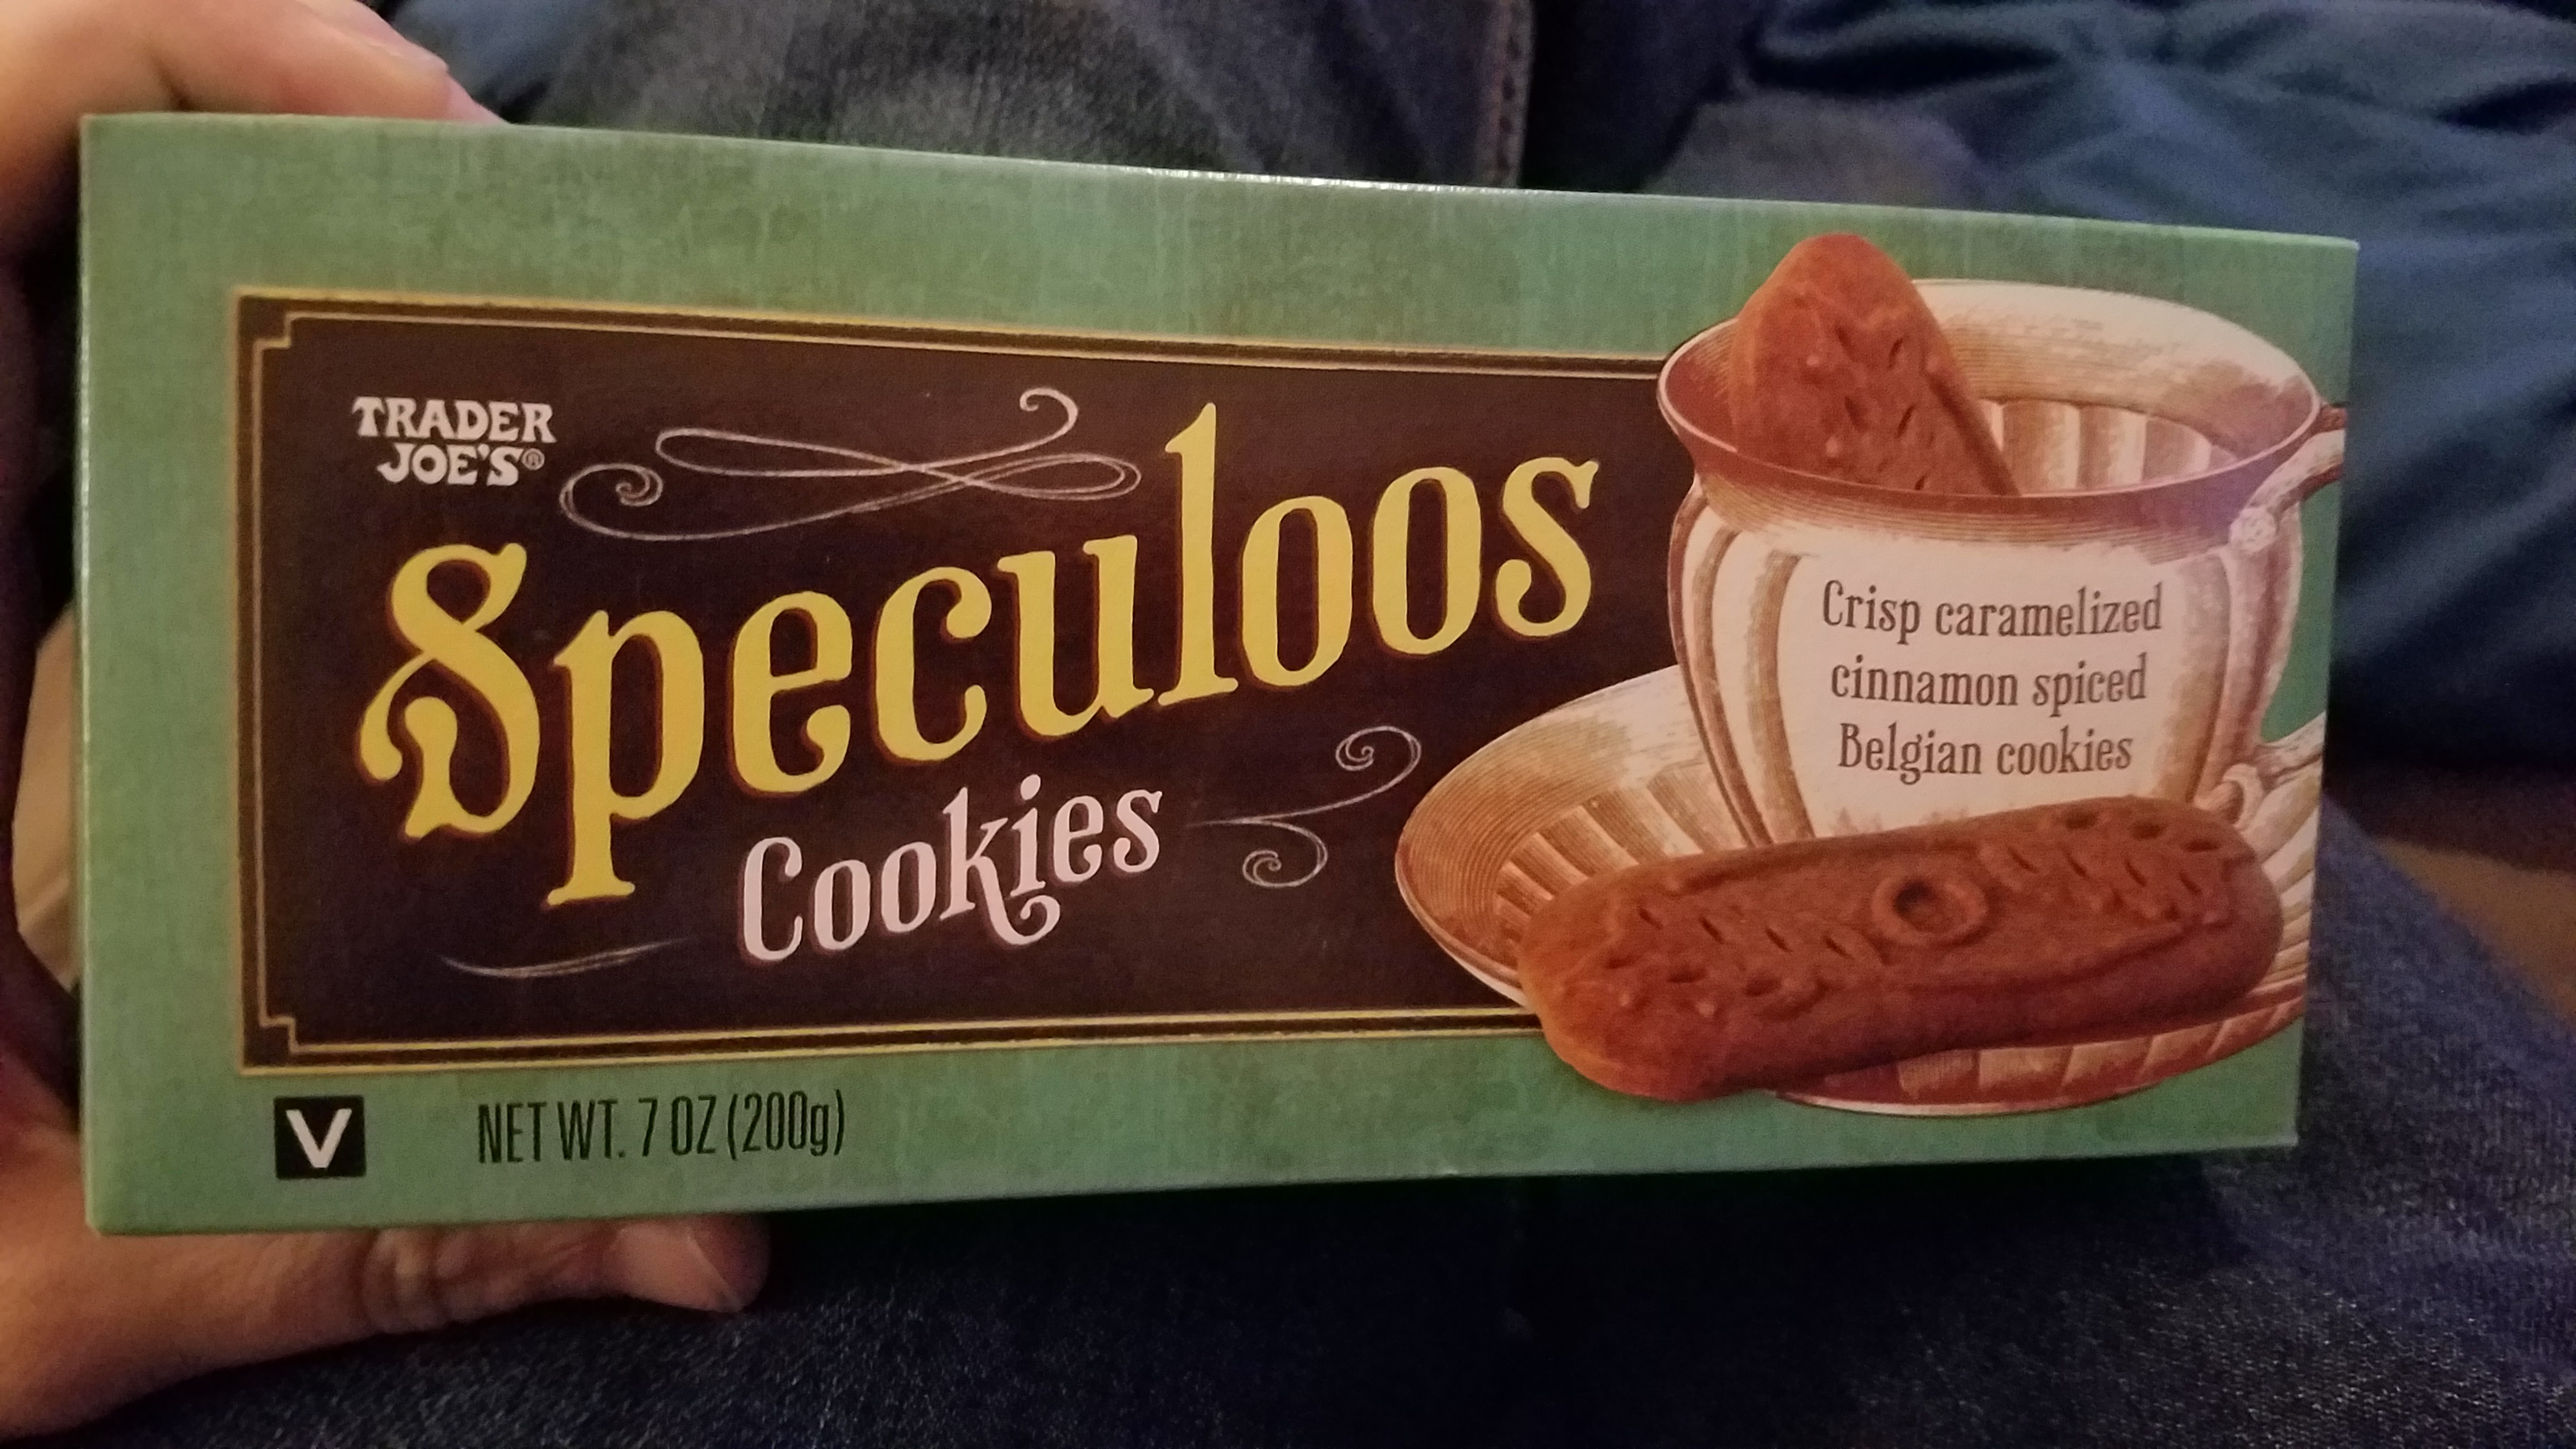 TRADER
JOE'S®
Speculoos
Cookies
Crisp caramelized
cinnamon spiced
Belgian cookies
V
NET WT. 7 OZ (200g)